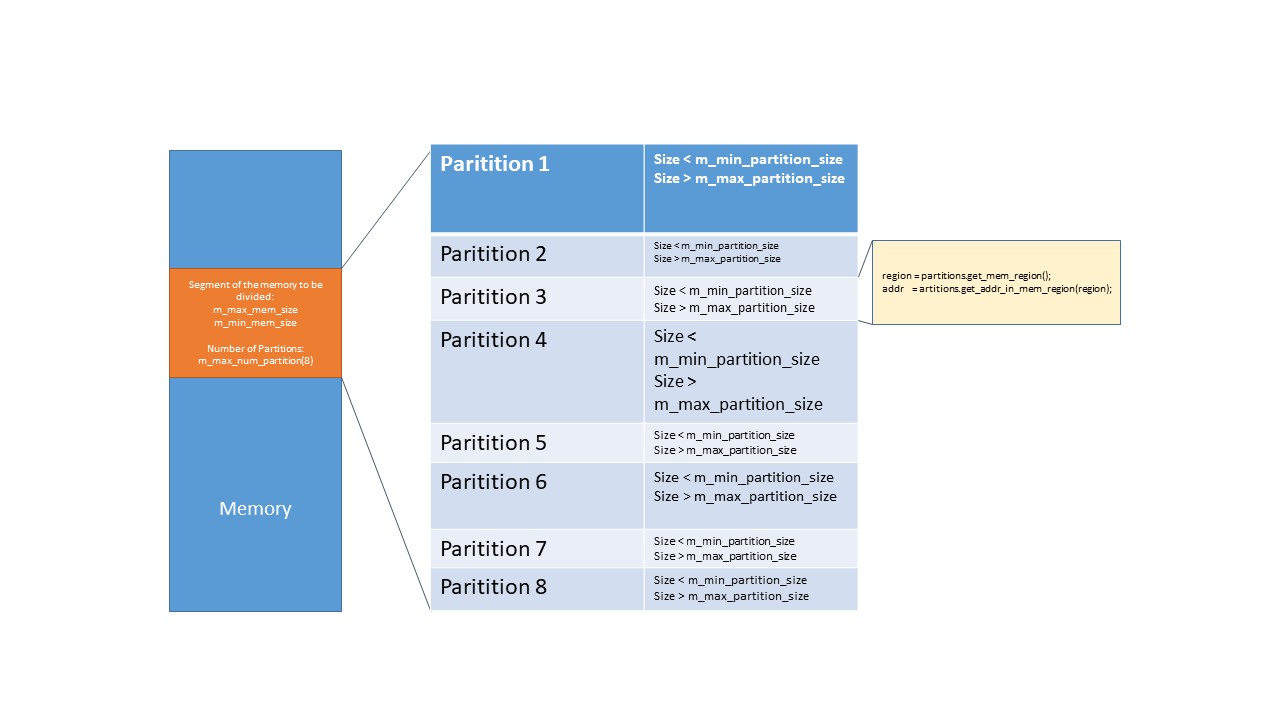 Segment of the memory to be
divided:
m_max_mem_size
m_min_mem_size
Number of Partitions:
m_max_num_partition(8)
Memory
Paritition 1
Size < m_min_partition_size
Size > m_max_partition_size
Paritition 2
Size < m_min_partition_size
Size > m_max_partition_size
Paritition 3
Size < m_min_partition_size
Size > m_max_partition_size
Paritition 4
Size <
m_min_partition_size
Size >
m_max_partition_size
Paritition 5
Size < m_min_partition_size
Size > m_max_partition_size
Paritition 6
Size < m_min_partition_size
Size > m_max_partition_size
Paritition 7
Size < m_min_partition_size
Size > m_max_partition_size
Paritition 8
Size < m_min_partition_size
Size > m_max_partition_size
region = partitions.get_mem_region();
addr = artitions.get_addr_in_mem_region(region);